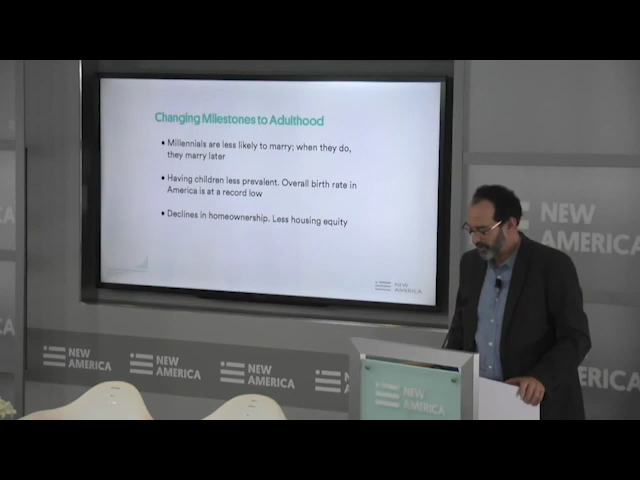 Changing Milestones to Adulthood
• Millennials are less likely to marry; when they do,
they marry later
• Having children less prevalent. Overall birth rate in
America is at a record low
• Declines in homeownership. Less housing equity
NEW
AMERICA
NEW
AMERICA
ERICA
NEW
AMERICA
NEW
AMERICA
NEW
AMERICA
NEW
AMERICA